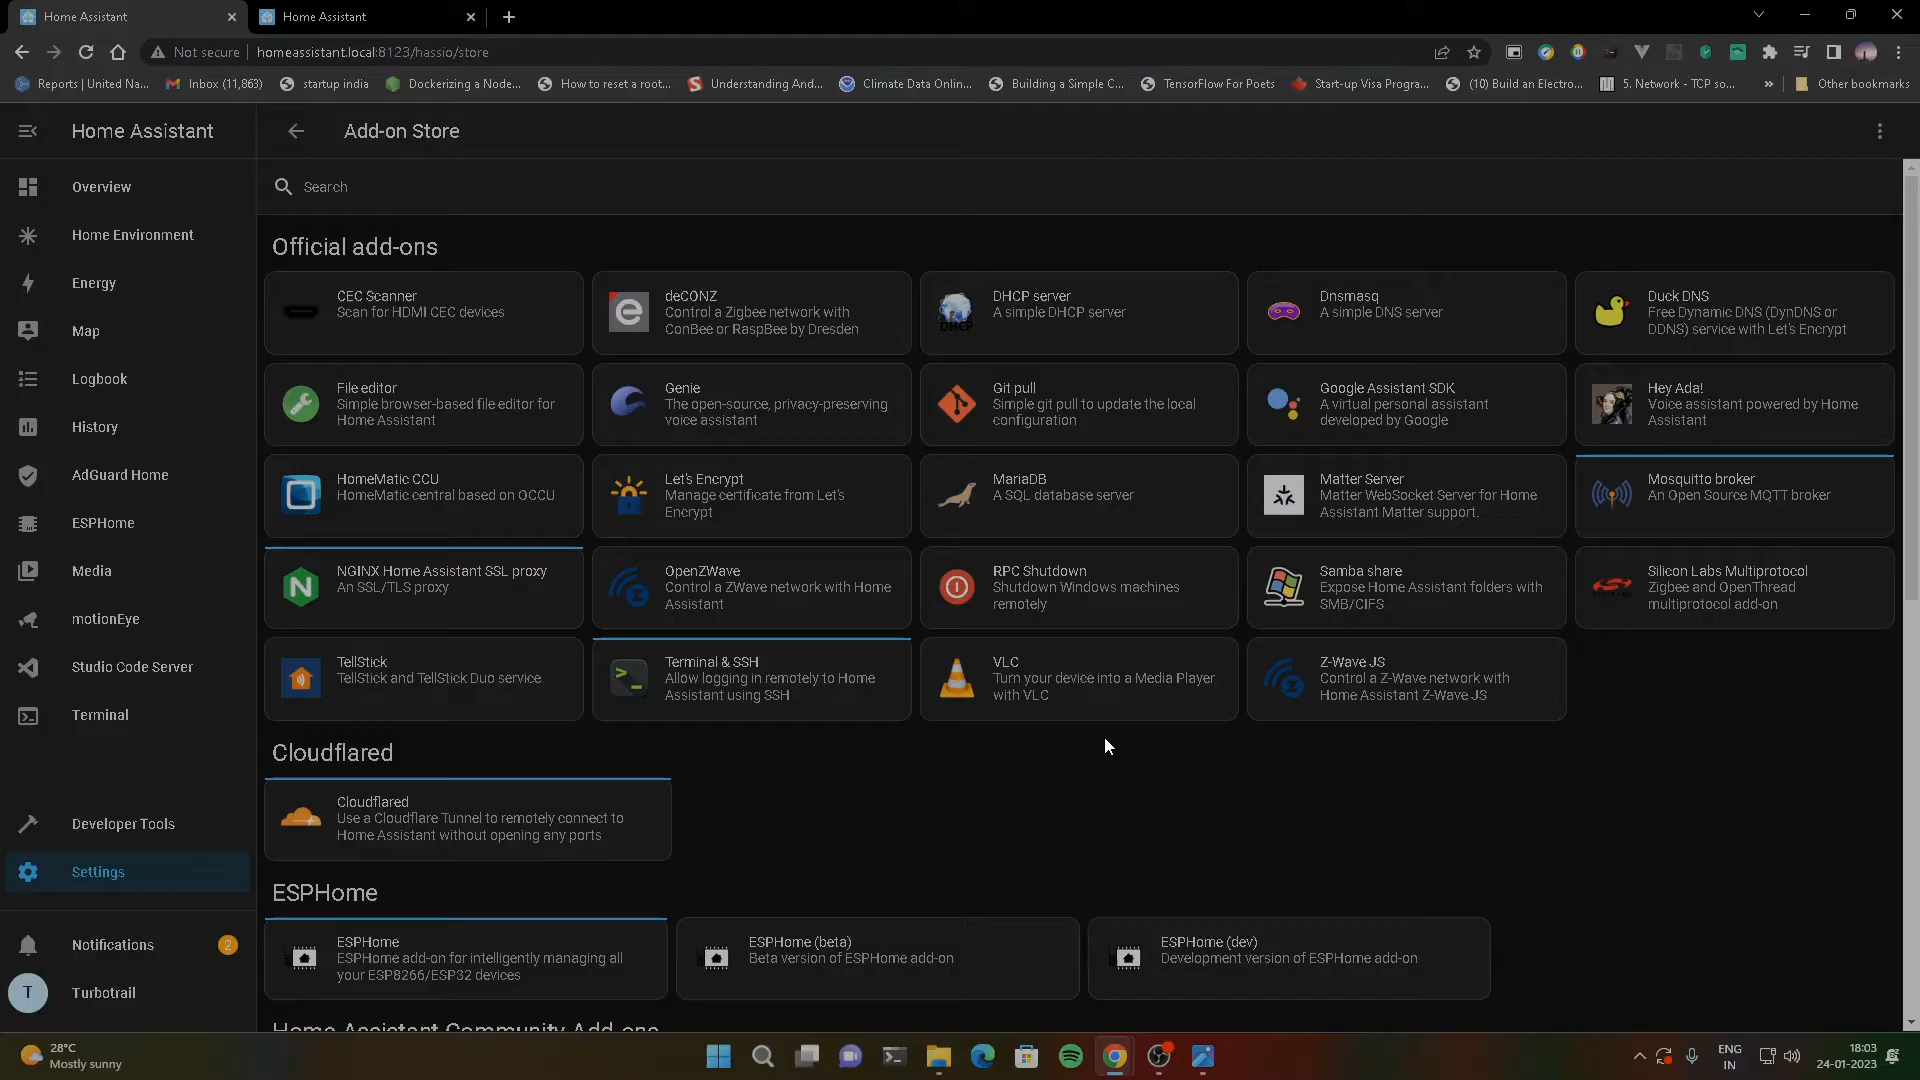 Home Assistant
Home Assistant
Not secure
homeassistant.local:8123/hassio/store
Reports | United Na...
Inbox (11,863)
startup india
Dockerizing a Node...
How to reset a root...
Understanding And...
Climate Data Onlin...
Building a Simple C...
TensorFlow For Poets
Start-up Visa Progra...
(10) Build an Electro...
5. Network - TCP so...
»
Other bookmarks
Home Assistant
Add-on Store
Overview
Home Environment
Energy
Map
Logbook
History
AdGuard Home
ESPHome
Media
motionEye
Studio Code Server
Terminal
Developer Tools
Settings
Notifications
2
T
Turbotrail
Search
Official add-ons
CEC Scanner
Scan for HDMI CEC devices
deCONZ
Control a Zigbee network with
ConBee or RaspBee by Dresden
DHCP
DHCP server
A simple DHCP server
Dnsmasq
A simple DNS server
Duck DNS
Free Dynamic DNS (DynDNS or
DDNS) service with Let's Encrypt
File editor
Simple browser-based file editor for
Home Assistant
Genie
The open-source, privacy-preserving
voice assistant
Git pull
Simple git pull to update the local
configuration
Google Assistant SDK
A virtual personal assistant
developed by Google
Hey Ada!
Voice assistant powered by Home
Assistant
HomeMatic CCU
HomeMatic central based on OCCU
Let's Encrypt
Manage certificate from Let's
Encrypt
MariaDB
A SQL database server
Matter Server
Matter WebSocket Server for Home
Assistant Matter support.
Mosquitto broker
An Open Source MQTT broker
N
NGINX Home Assistant SSL proxy
An SSL/TLS proxy
OpenZWave
Control a ZWave network with Home
Assistant
RPC Shutdown
Shutdown Windows machines
remotely
Samba share
Expose Home Assistant folders with
SMB/CIFS
Silicon Labs Multiprotocol
Zigbee and OpenThread
multiprotocol add-on
TellStick
TellStick and TellStick Duo service
Terminal & SSH
Allow logging in remotely to Home
Assistant using SSH
VLC
Turn your device into a Media Player
with VLC
Z-Wave JS
Control a Z-Wave network with
Home Assistant Z-Wave JS
Cloudflared
Cloudflared
Use a Cloudflare Tunnel to remotely connect to
Home Assistant without opening any ports
ESPHome
ESPHome
ESPHome add-on for intelligently managing all
your ESP8266/ESP32 devices
ESPHome (beta)
Beta version of ESPHome add-on
ESPHome (dev)
Development version of ESPHome add-on
Home Assistant Community Add-ons
28°C
Mostly sunny
ENG
IN
18:03
24-01-2023